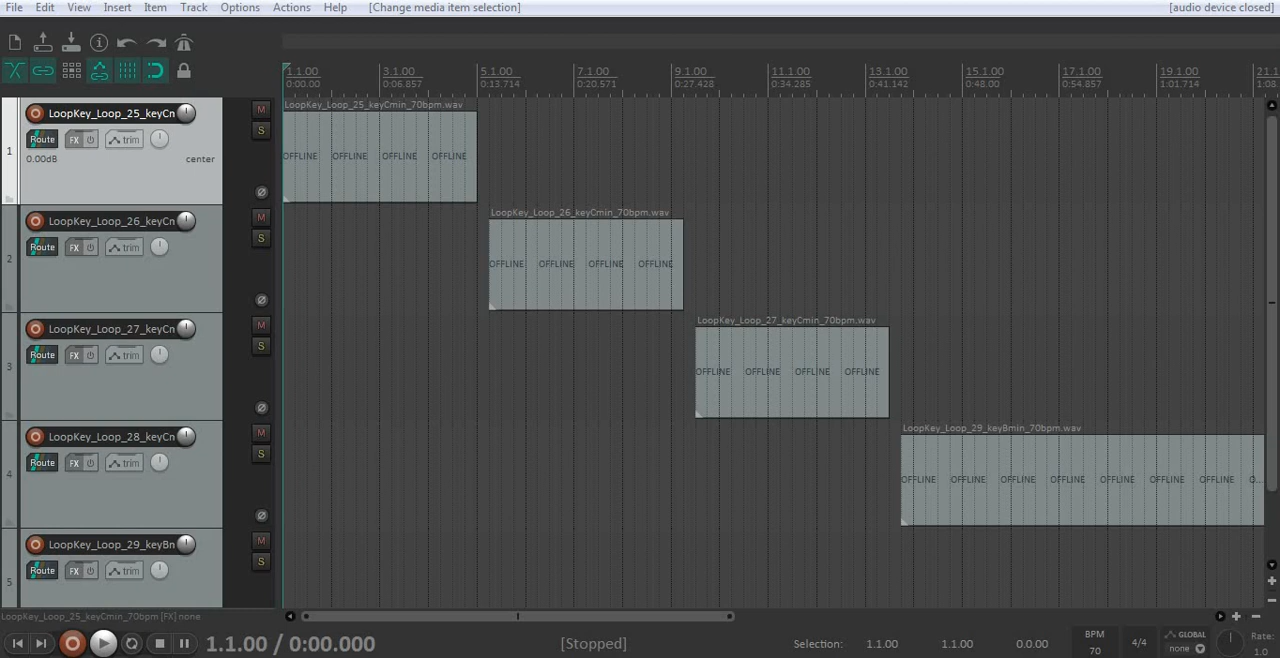 File Edit View Insert Item Track Options Actions Help [Change media item selection] [audio device closed]
1.1.00 3.1.00 5.1.00 7.1.00 9.1.00 11.1.00 13.1.00 15.1.00 17.1.00 19.1.00
0:00.00 0:06.857 0:13.714 0:20.571 0:27.428 0:34.285 0:41.142 0:48.00 0:54.857 1:01.714 1:08.
1 LoopKey_Loop_25_keyCn M
Route FX trim S
0.00dB center
LoopKey_Loop_25_keyCmin_70bpm.wav
OFFLINE OFFLINE OFFLINE OFFLINE
2 LoopKey_Loop_26_keyCn M
Route FX trim S
LoopKey_Loop_26_keyCmin_70bpm.wav
OFFLINE OFFLINE OFFLINE OFFLINE
3 LoopKey_Loop_27_keyCn M
Route FX trim S
LoopKey_Loop_27_keyCmin_70bpm.wav
OFFLINE OFFLINE OFFLINE OFFLINE
4 LoopKey_Loop_28_keyCn M
Route FX trim S
LoopKey_Loop_29_keyBmin_70bpm.wav
OFFLINE OFFLINE OFFLINE OFFLINE OFFLINE OFFLINE OFFLINE O...
5 LoopKey_Loop_29_keyBn M
Route FX trim S
LoopKey_Loop_25_keyCmin_70bpm [FX] none
1.1.00 / 0:00.000 [Stopped] Selection: 1.1.00 1.1.00 0.0.00 BPM 70 4/4 GLOBAL none Rate: 1.0